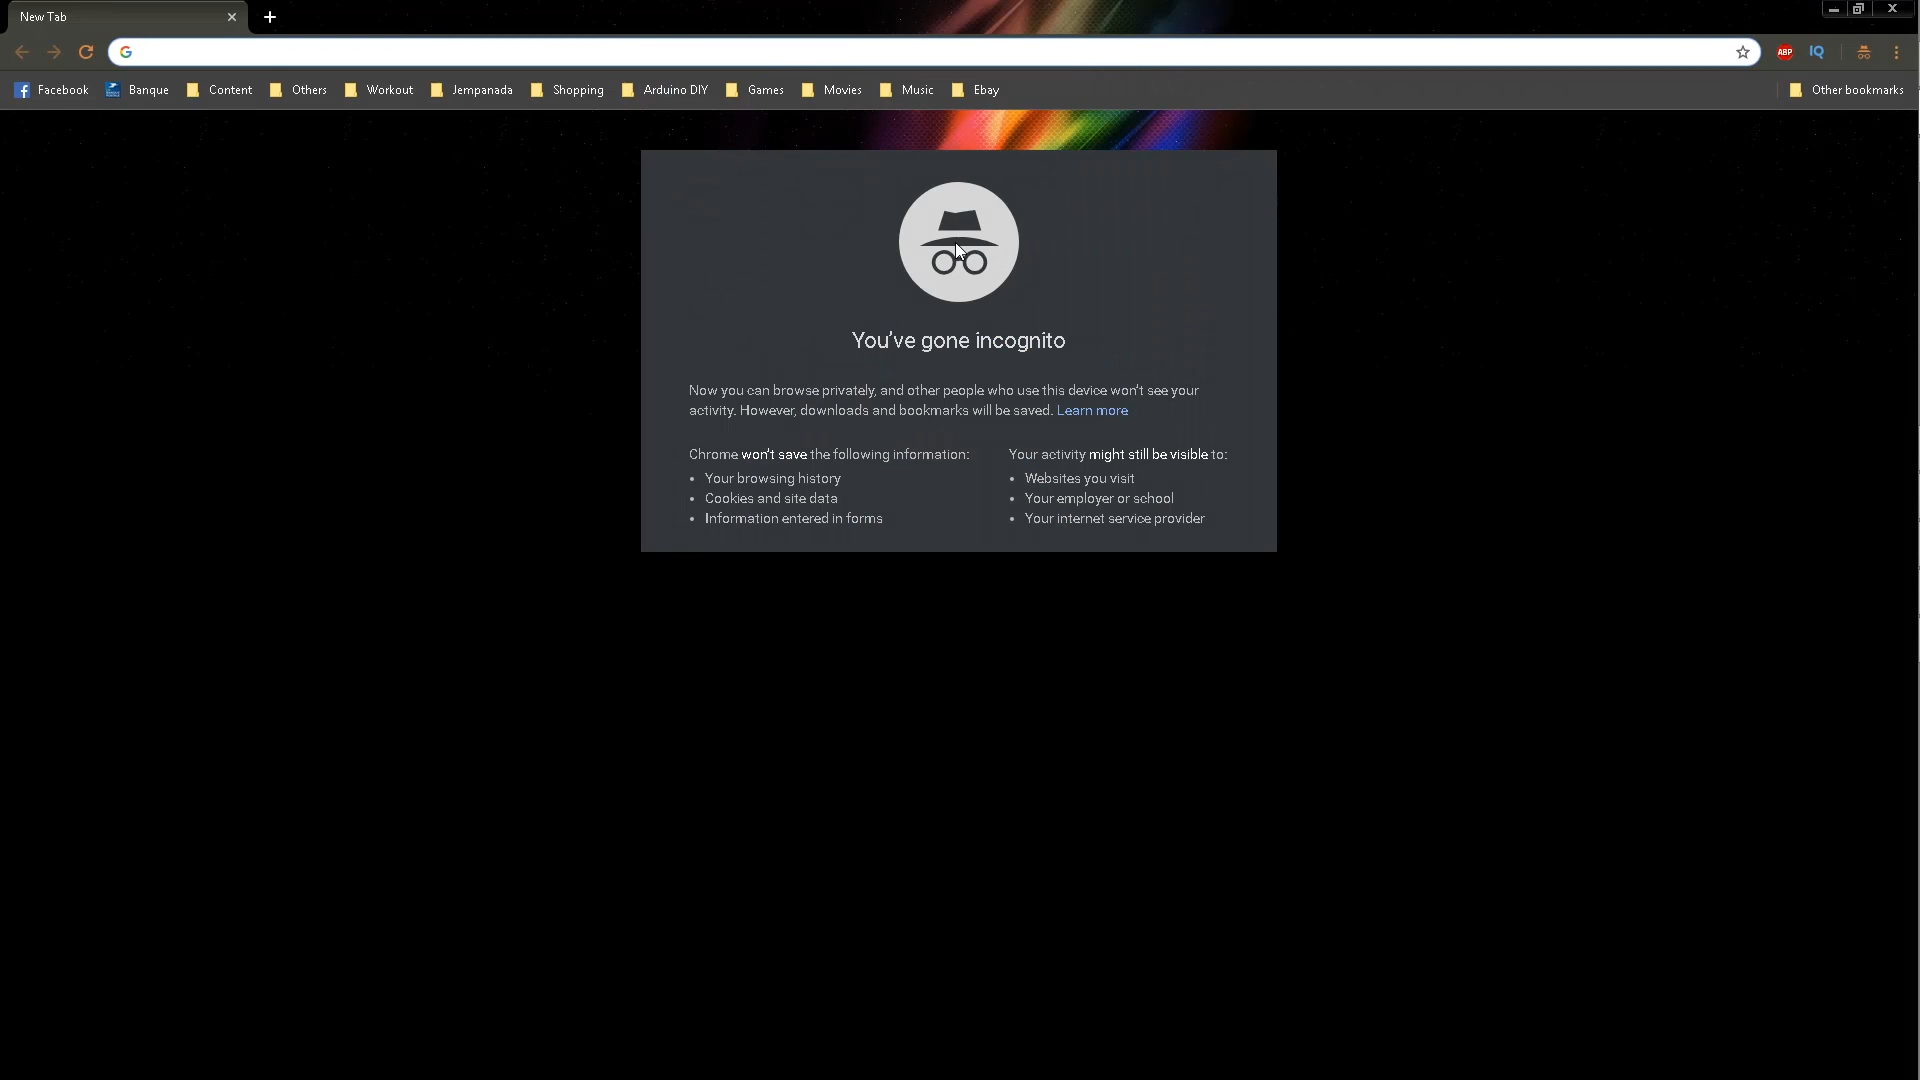 New Tab
G
ABP IQ
Facebook Banque Content Others Workout Jempanada Shopping Arduino DIY Games Movies Music Ebay Other bookmarks
You've gone incognito
Now you can browse privately, and other people who use this device won't see your
activity. However, downloads and bookmarks will be saved. Learn more
Chrome won't save the following information:
• Your browsing history
• Cookies and site data
• Information entered in forms
Your activity might still be visible to:
• Websites you visit
• Your employer or school
• Your internet service provider